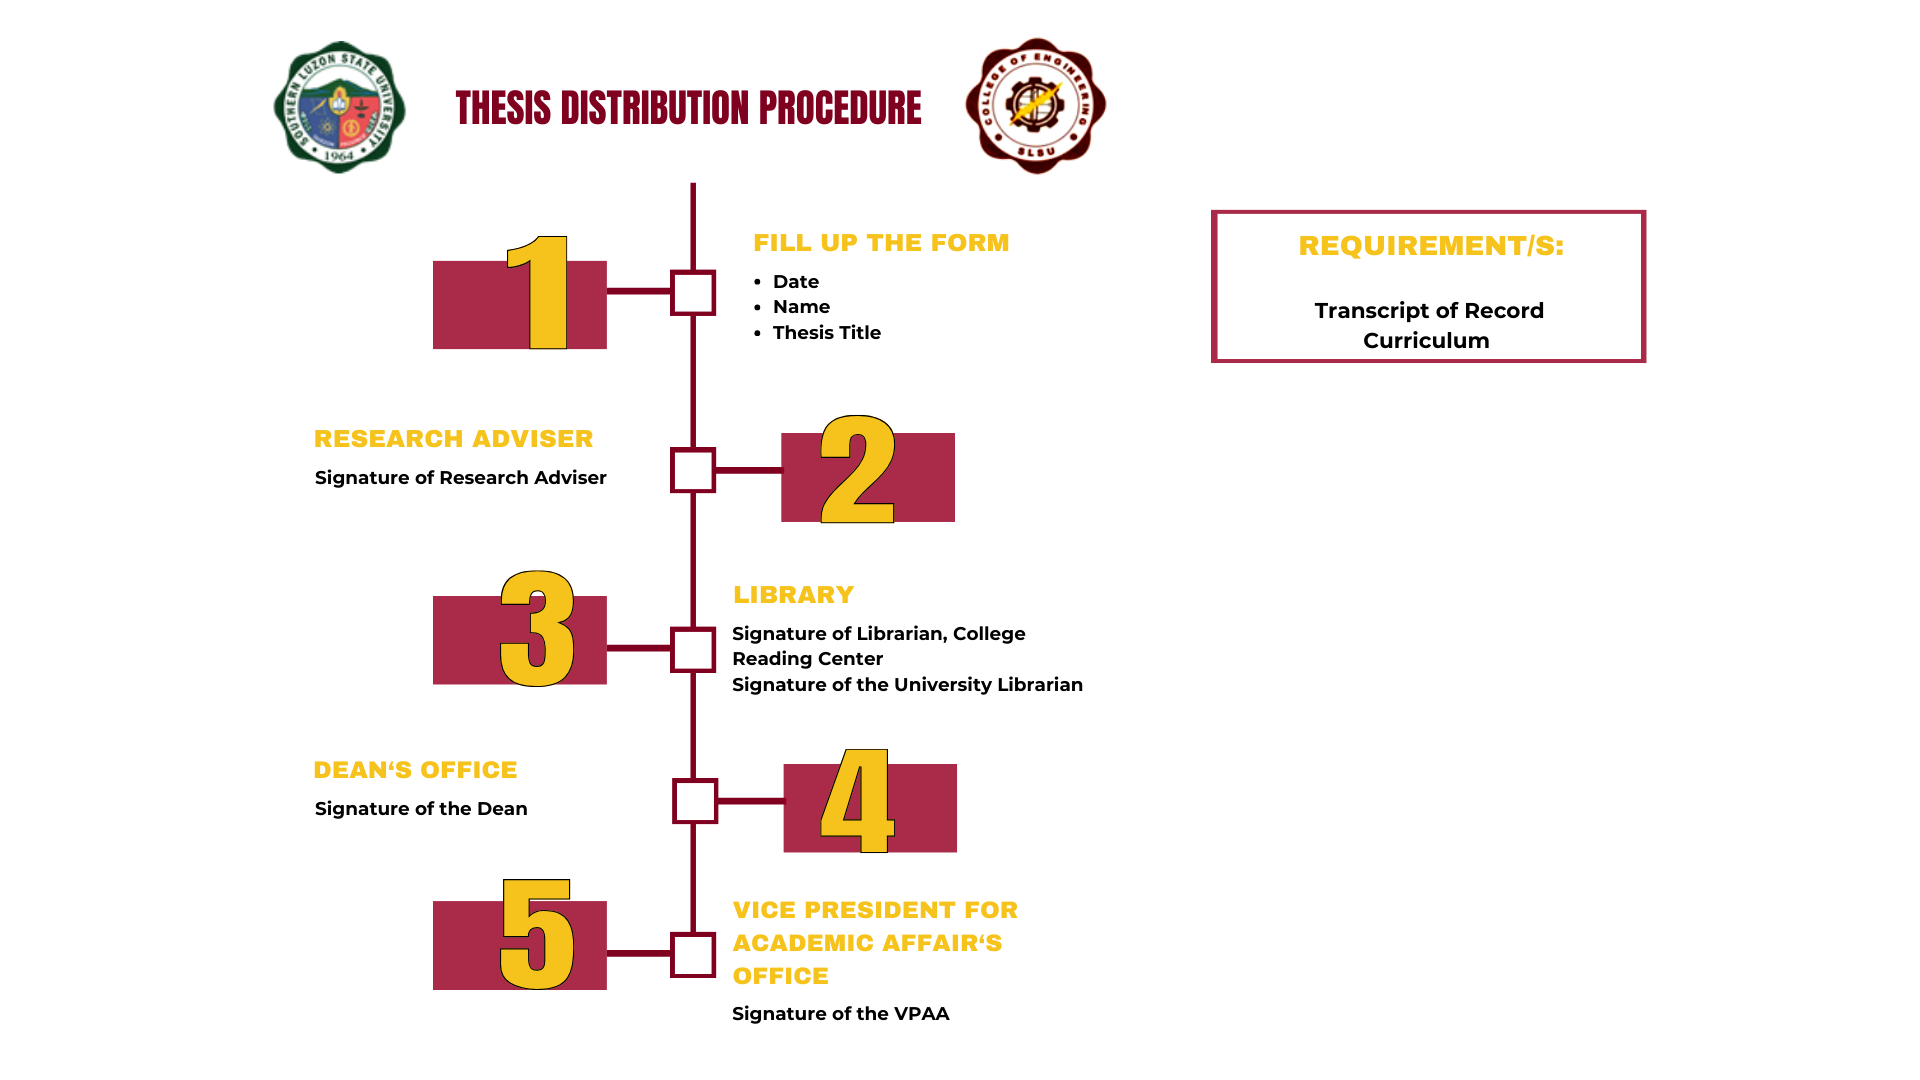 SOUTHERN LUZON STATE UNIVERSITY
1964
THESIS DISTRIBUTION PROCEDURE
COLLEGE OF ENGINEERING
SLSU
1
FILL UP THE FORM
• Date
• Name
• Thesis Title
REQUIREMENT/S:
Transcript of Record
Curriculum
RESEARCH ADVISER
Signature of Research Adviser
2
3
LIBRARY
Signature of Librarian, College
Reading Center
Signature of the University Librarian
DEAN‘S OFFICE
Signature of the Dean
4
5
VICE PRESIDENT FOR
ACADEMIC AFFAIR‘S
OFFICE
Signature of the VPAA